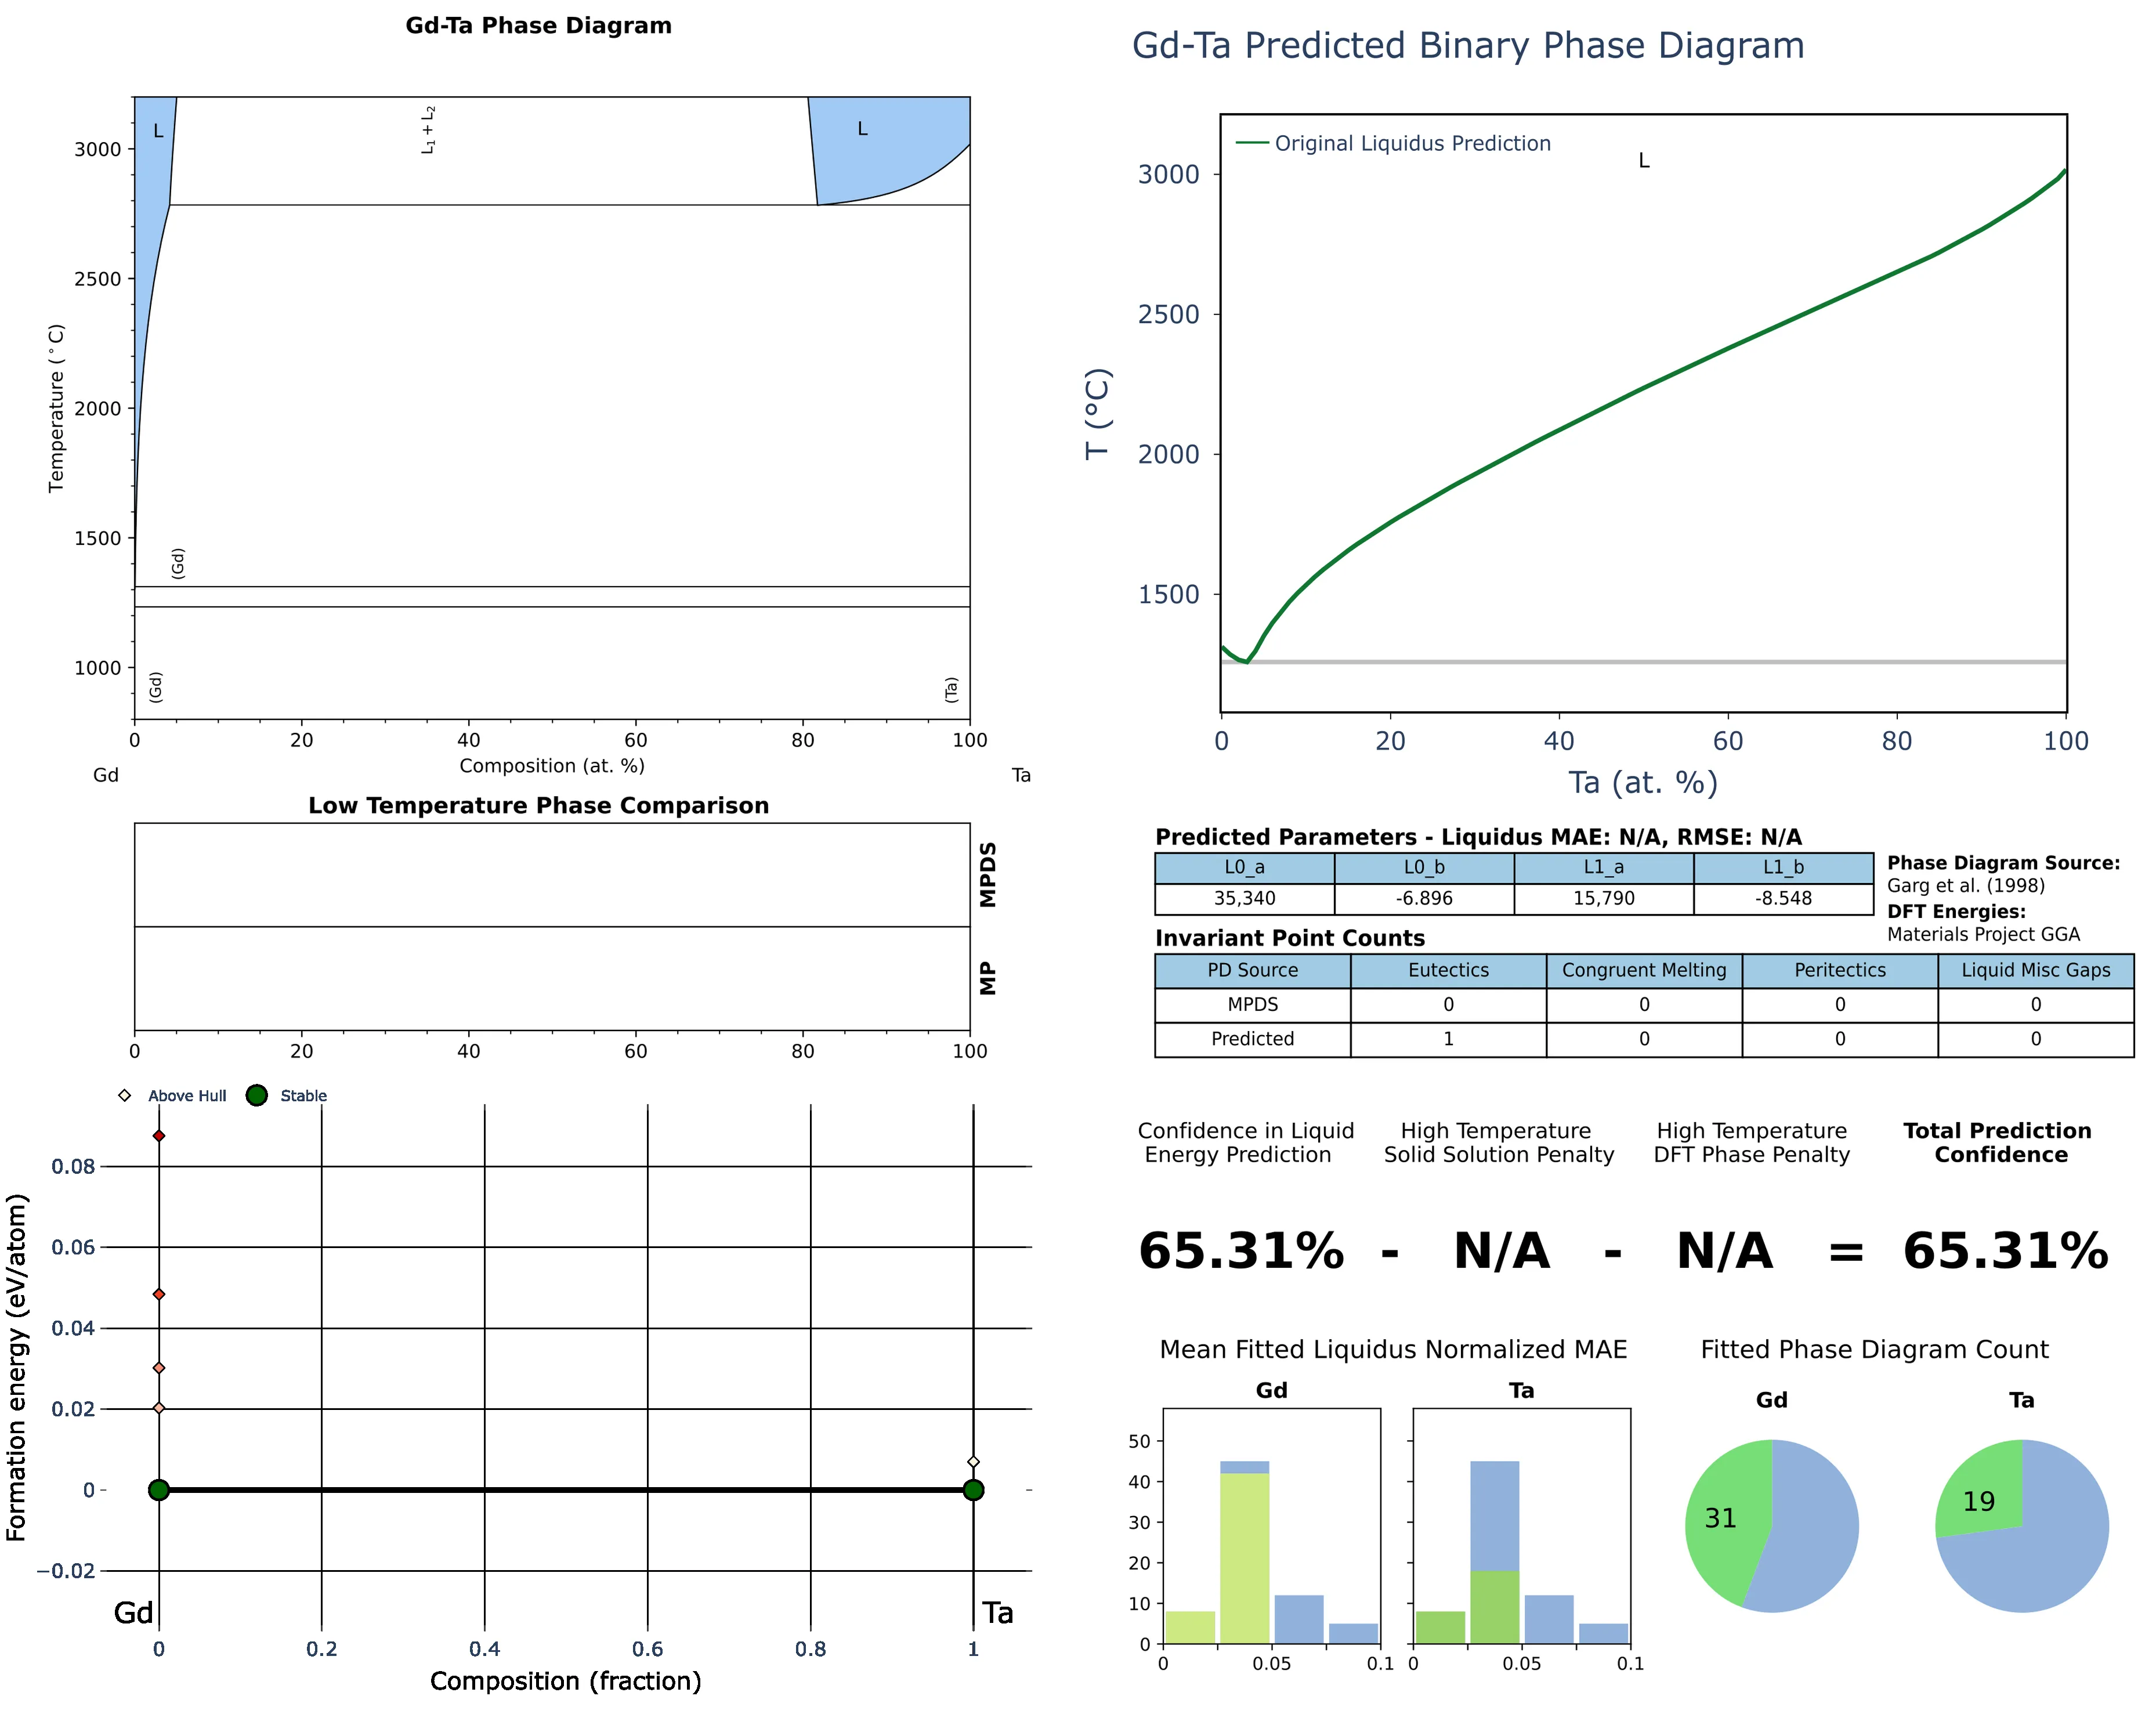 Gd-Ta Phase Diagram
L
L₁ + L₂
L
3000
2500
2000
1500
1000
Temperature (°C)
(Gd)
(Gd)
(Ta)
0 20 40 60 80 100
Composition (at. %)
Gd Ta
Low Temperature Phase Comparison
MPDS
MP
0 20 40 60 80 100
Above Hull Stable
0.08
0.06
0.04
0.02
0
−0.02
Formation energy (eV/atom)
Gd Ta
0 0.2 0.4 0.6 0.8 1
Composition (fraction)
Gd-Ta Predicted Binary Phase Diagram
Original Liquidus Prediction
L
3000
2500
2000
1500
T (°C)
0 20 40 60 80 100
Ta (at. %)
Predicted Parameters - Liquidus MAE: N/A, RMSE: N/A
L0_a L0_b L1_a L1_b
35,340 -6.896 15,790 -8.548
Phase Diagram Source:
Garg et al. (1998)
DFT Energies:
Materials Project GGA
Invariant Point Counts
PD Source Eutectics Congruent Melting Peritectics Liquid Misc Gaps
MPDS 0 0 0 0
Predicted 1 0 0 0
Confidence in Liquid Energy Prediction
High Temperature Solid Solution Penalty
High Temperature DFT Phase Penalty
Total Prediction Confidence
65.31% - N/A - N/A = 65.31%
Mean Fitted Liquidus Normalized MAE
Gd Ta
50
40
30
20
10
0
0 0.05 0.1 0 0.05 0.1
Fitted Phase Diagram Count
Gd Ta
31 19